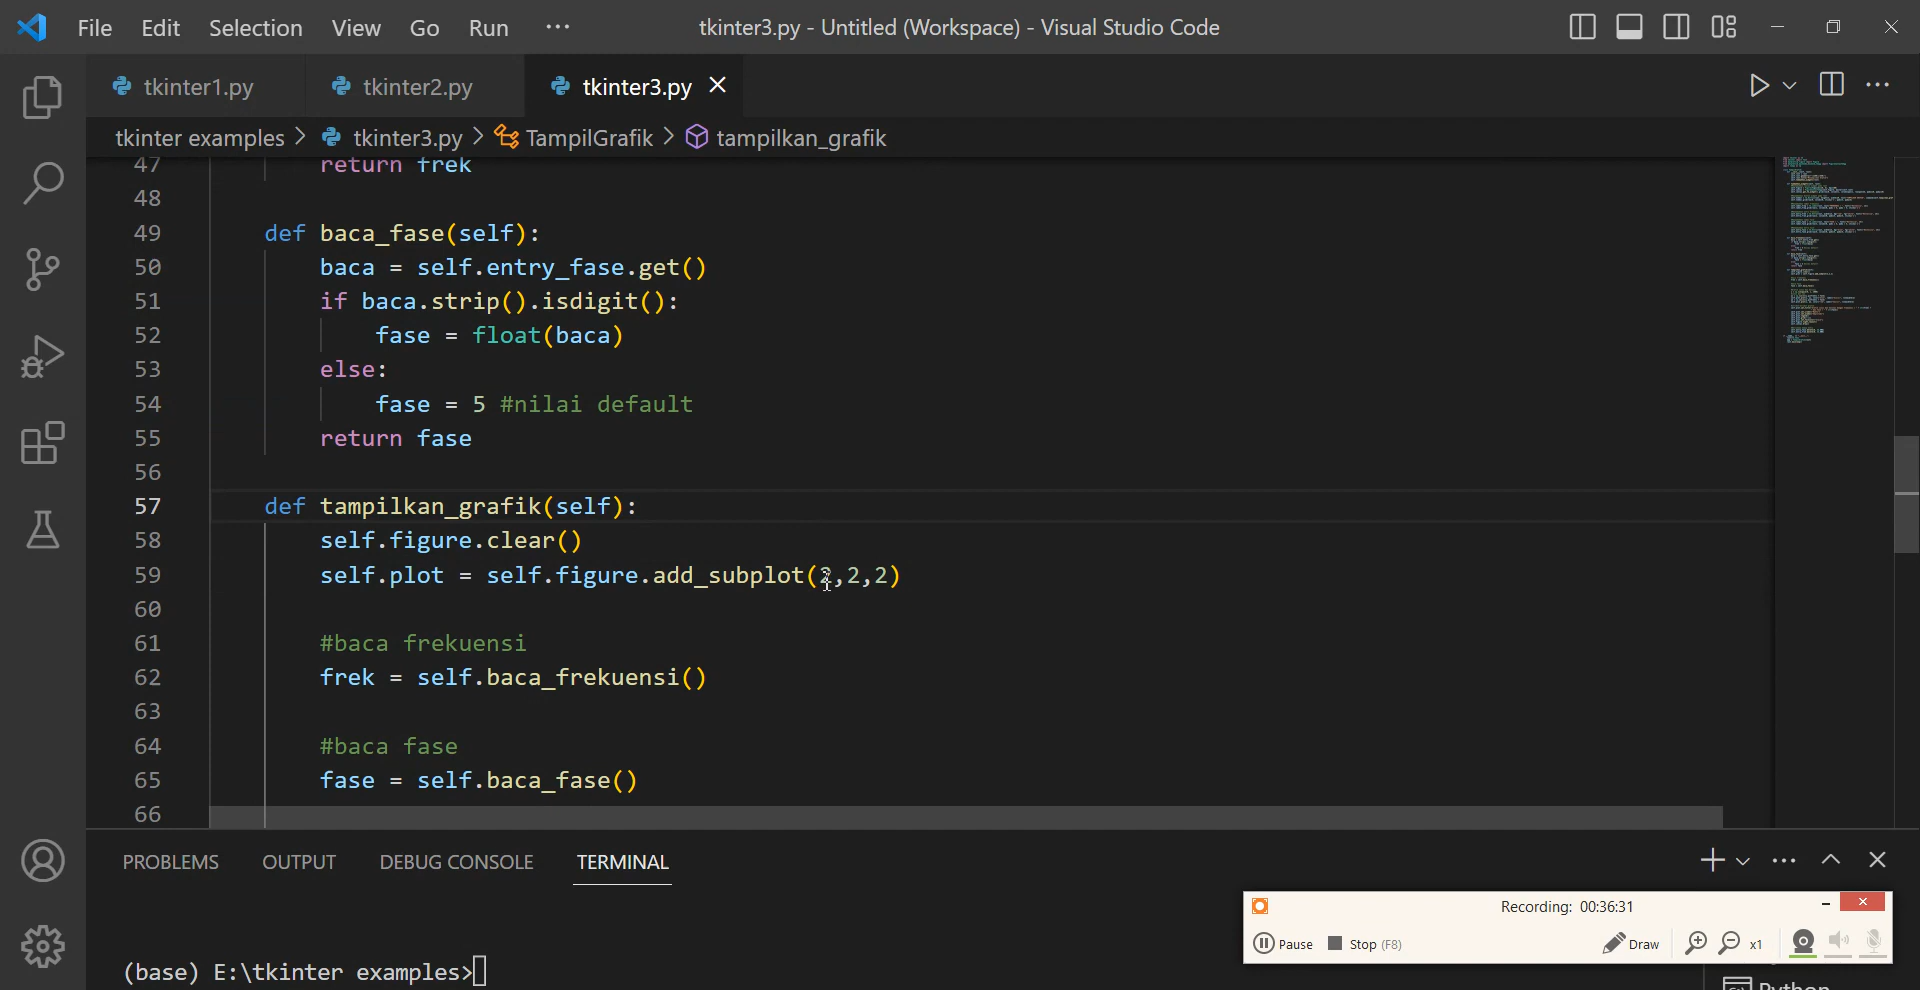 File Edit Selection View Go Run ··· tkinter3.py - Untitled (Workspace) - Visual Studio Code
tkinter1.py tkinter2.py tkinter3.py
tkinter examples > tkinter3.py > TampilGrafik > tampilkan_grafik
47 return frek
48
49 def baca_fase(self):
50 baca = self.entry_fase.get()
51 if baca.strip().isdigit():
52 fase = float(baca)
53 else:
54 fase = 5 #nilai default
55 return fase
56
57 def tampilkan_grafik(self):
58 self.figure.clear()
59 self.plot = self.figure.add_subplot(2,2,2)
60
61 #baca frekuensi
62 frek = self.baca_frekuensi()
63
64 #baca fase
65 fase = self.baca_fase()
66
PROBLEMS OUTPUT DEBUG CONSOLE TERMINAL
Recording: 00:36:31
Pause Stop (F8) Draw x1
(base) E:\tkinter examples>
Python